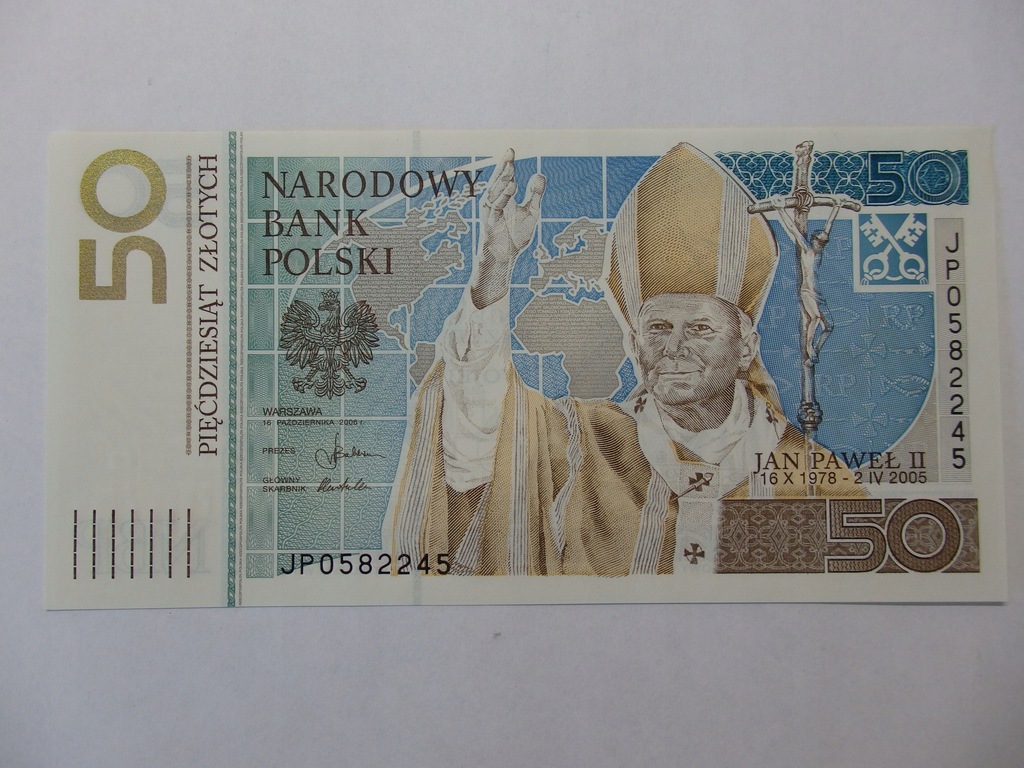 50
PIĘĆDZIESIĄT ZŁOTYCH
NARODOWY
BANK
POLSKI
WARSZAWA
16 PAŹDZIERNIKA 2006 r.
PREZES
GŁÓWNY
SKARBNIK
JP0582245
50
JP0582245
JAN PAWEŁ II
16 X 1978 - 2 IV 2005
50